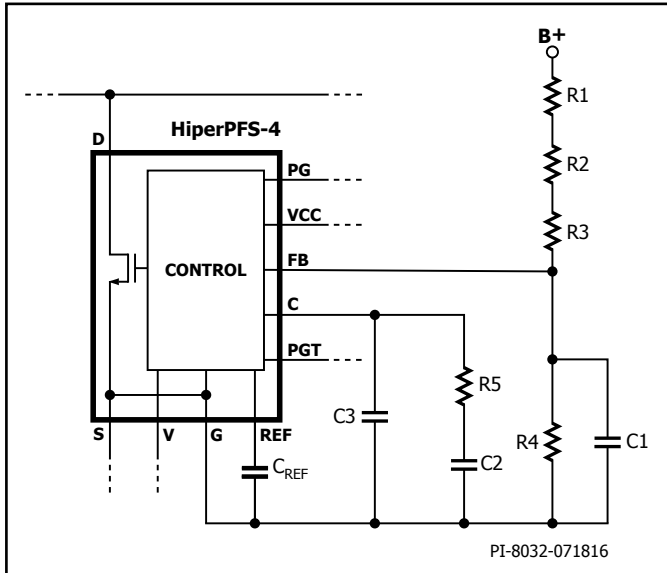 B+
R1
HiperPFS-4
D
PG
R2
VCC
R3
FB
CONTROL
C
PGT
R5
C3
R4
C1
S
V
G
REF
C2
CREF
PI-8032-071816